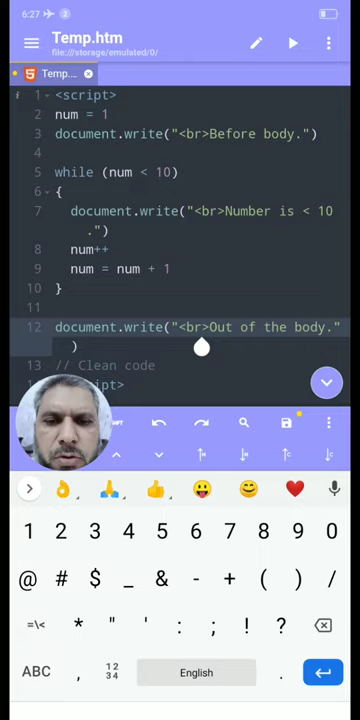 6:27 2
Temp.htm
file:///storage/emulated/0/
Temp....
i 1 <script>
2 num = 1
3 document.write("<br>Before body.")
4
5 while (num < 10)
6 {
7 document.write("<br>Number is < 10
.")
8 num++
9 num = num + 1
10 }
11
12 document.write("<br>Out of the body."
)
13 // Clean code
ript>
1 2 3 4 5 6 7 8 9 0
@ # $ _ & - + ( ) /
=\< * " ' : ; ! ?
ABC , 12 English .
34